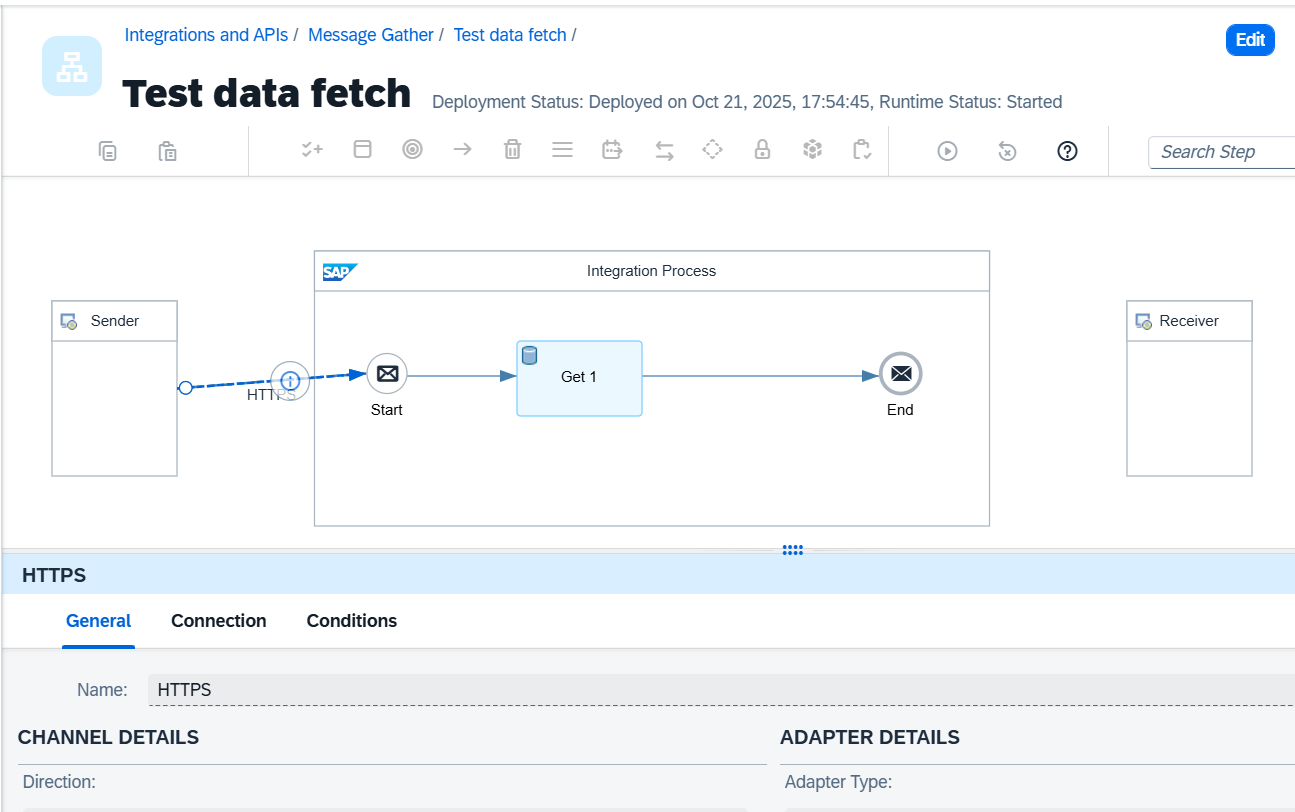 Integrations and APIs / Message Gather / Test data fetch /
Edit
Test data fetch
Deployment Status: Deployed on Oct 21, 2025, 17:54:45, Runtime Status: Started
Search Step
SAP
Integration Process
Sender
Receiver
HTTPS
Get 1
Start
End
HTTPS
General
Connection
Conditions
Name:
HTTPS
CHANNEL DETAILS
ADAPTER DETAILS
Direction:
Adapter Type: